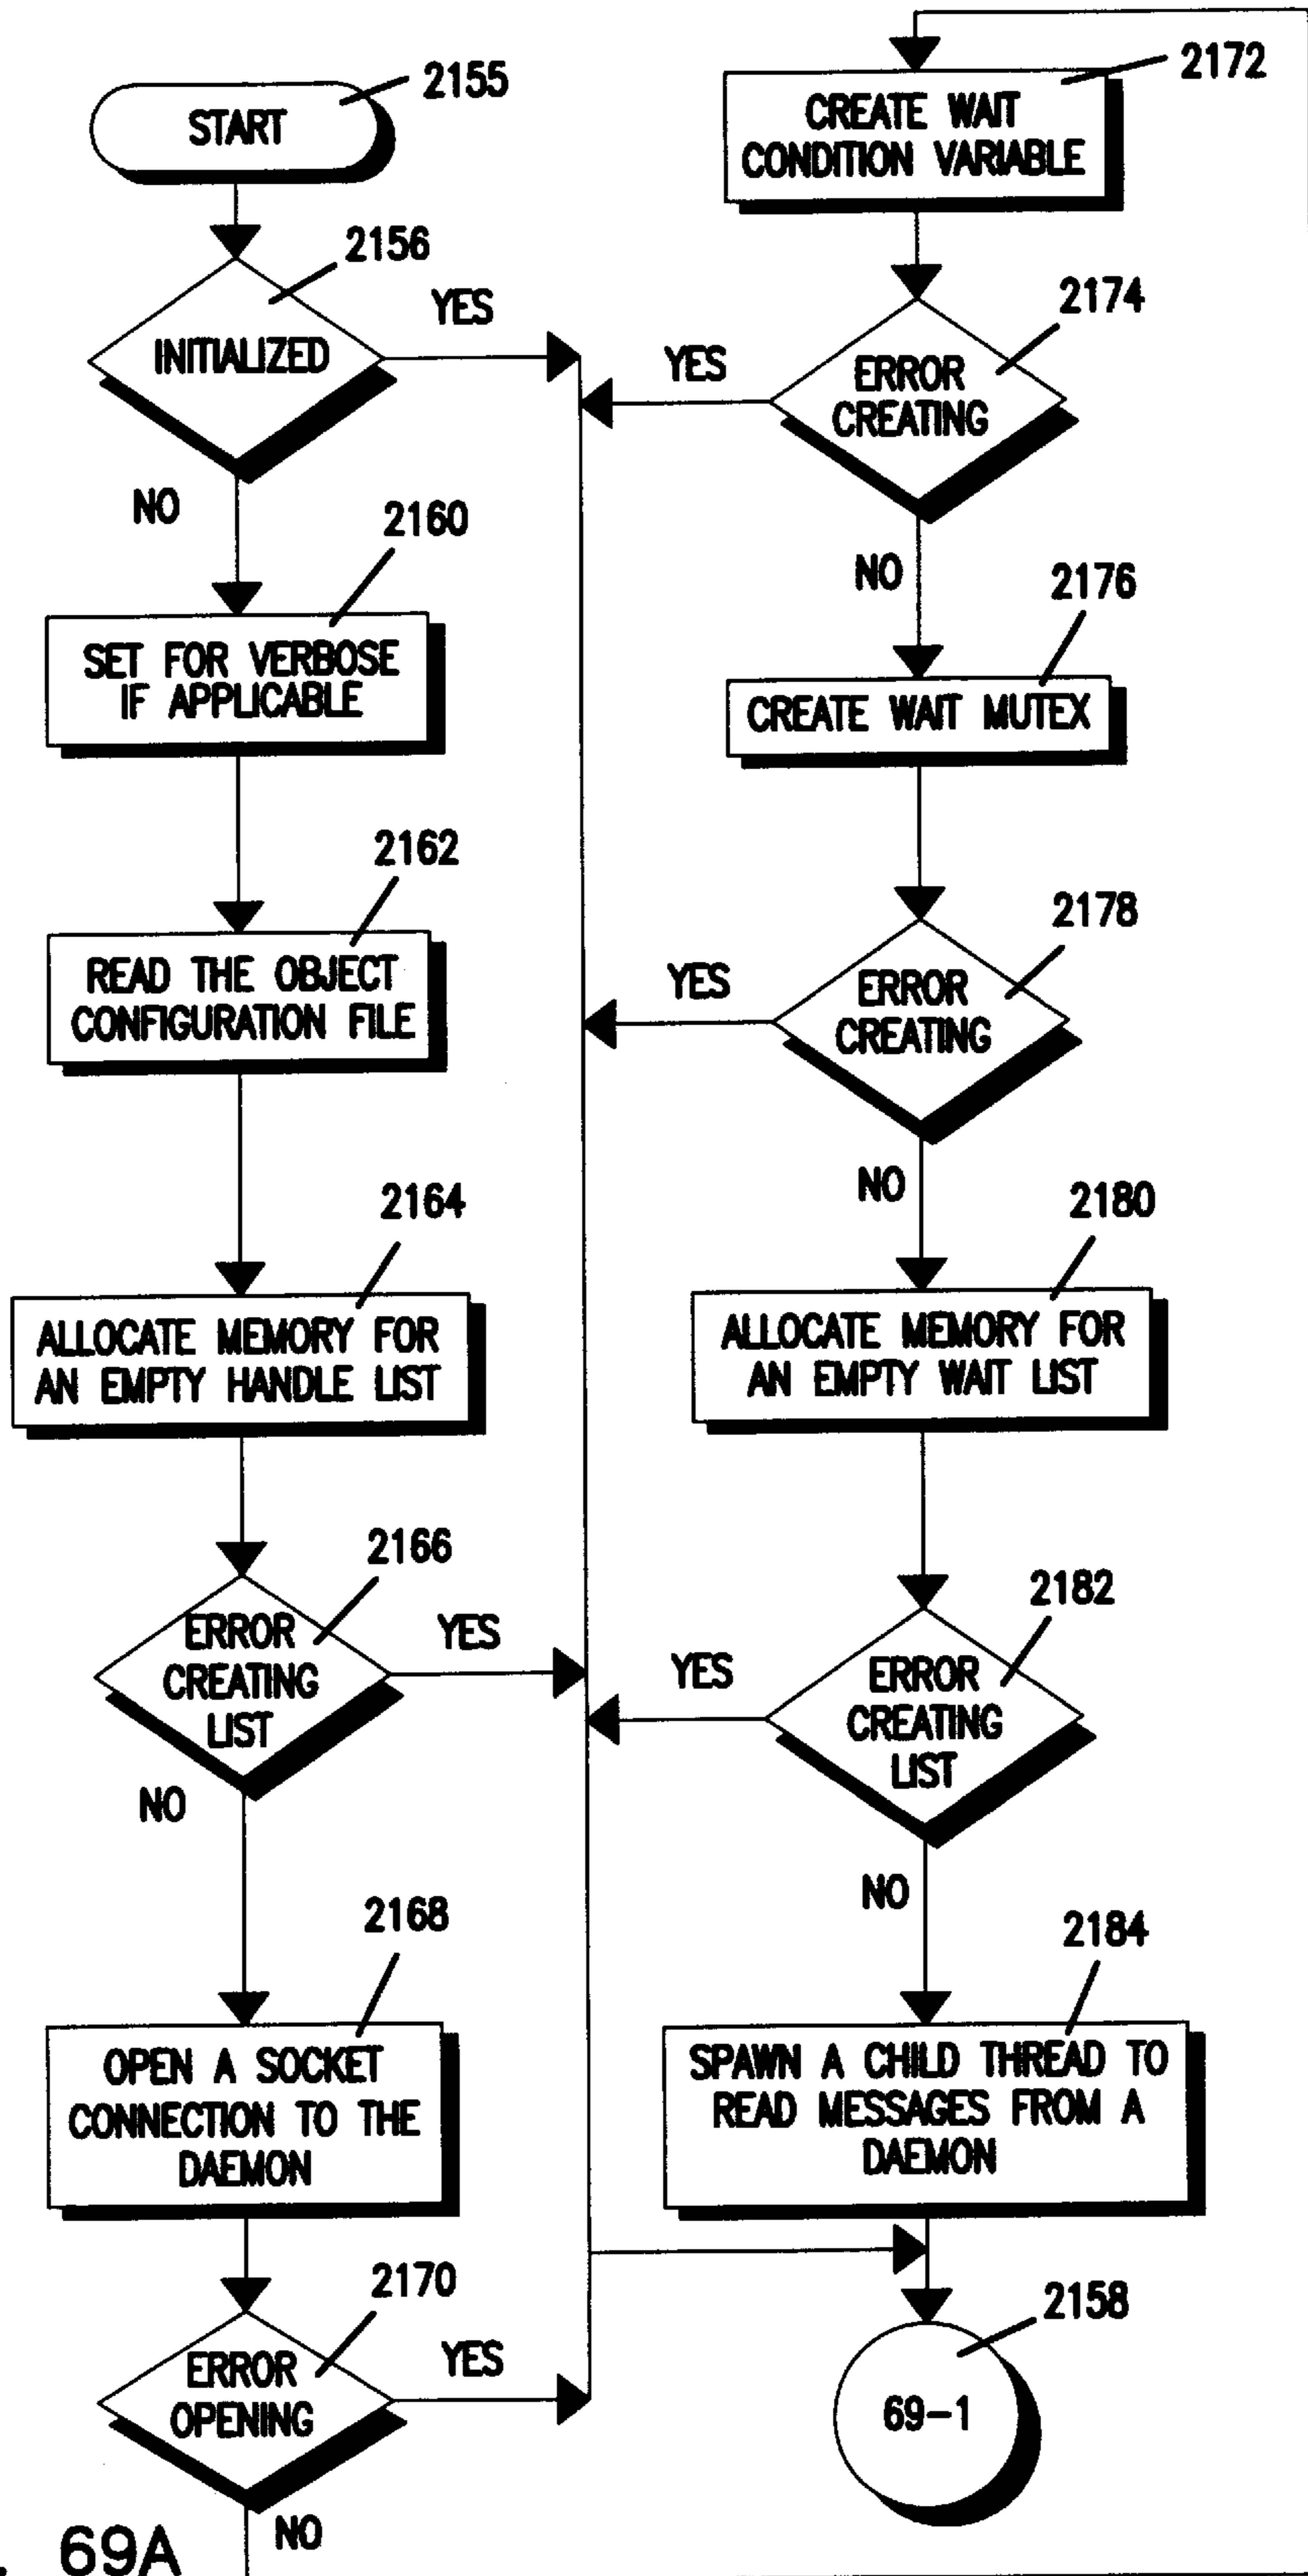 START
2155
2156
INITIALIZED
YES
NO
2160
SET FOR VERBOSE
IF APPLICABLE
2162
READ THE OBJECT
CONFIGURATION FILE
2164
ALLOCATE MEMORY FOR
AN EMPTY HANDLE LIST
2166
ERROR
CREATING
LIST
YES
NO
2168
OPEN A SOCKET
CONNECTION TO THE
DAEMON
2170
ERROR
OPENING
YES
NO
2172
CREATE WAIT
CONDITION VARIABLE
2174
ERROR
CREATING
YES
NO
2176
CREATE WAIT MUTEX
2178
ERROR
CREATING
YES
NO
2180
ALLOCATE MEMORY FOR
AN EMPTY WAIT LIST
2182
ERROR
CREATING
LIST
YES
NO
2184
SPAWN A CHILD THREAD TO
READ MESSAGES FROM A
DAEMON
2158
69-1
. 69A